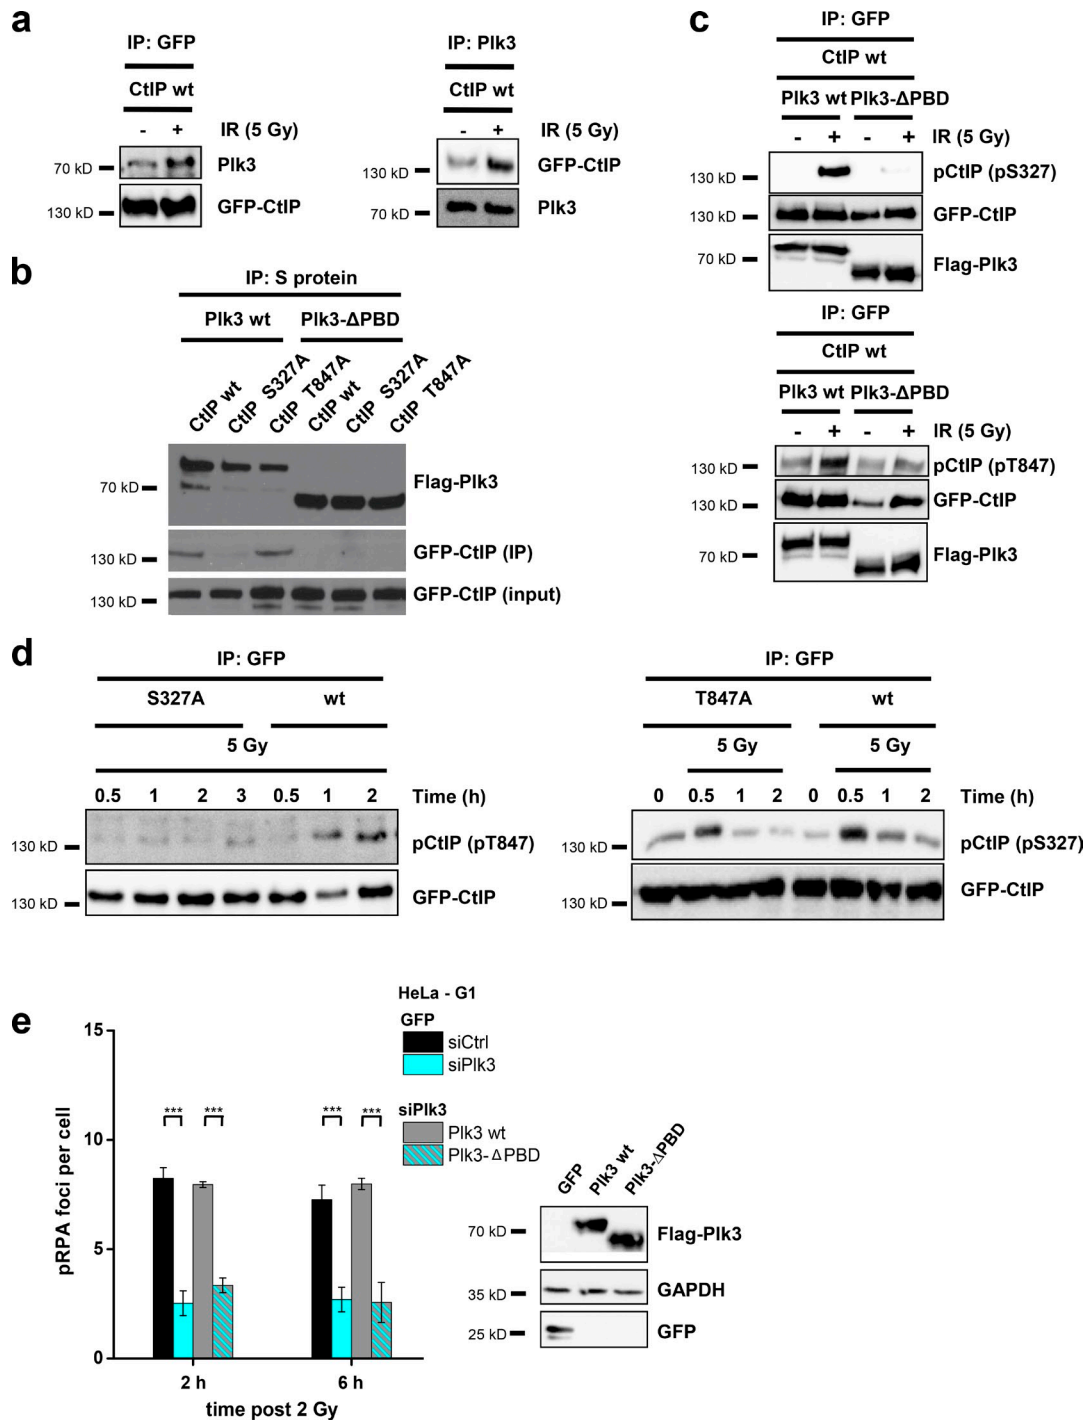 a
IP: GFP
CtIP wt
- + IR (5 Gy)
70 kD Plk3
130 kD GFP-CtIP
IP: Plk3
CtIP wt
- + IR (5 Gy)
130 kD GFP-CtIP
70 kD Plk3
b
IP: S protein
Plk3 wt Plk3-ΔPBD
CtIP wt CtIP S327A CtIP T847A CtIP wt CtIP S327A CtIP T847A
70 kD Flag-Plk3
130 kD GFP-CtIP (IP)
130 kD GFP-CtIP (input)
c
IP: GFP
CtIP wt
Plk3 wt Plk3-ΔPBD
- + - + IR (5 Gy)
130 kD pCtIP (pS327)
130 kD GFP-CtIP
70 kD Flag-Plk3
IP: GFP
CtIP wt
Plk3 wt Plk3-ΔPBD
- + - + IR (5 Gy)
130 kD pCtIP (pT847)
130 kD GFP-CtIP
70 kD Flag-Plk3
d
IP: GFP
S327A wt
5 Gy
0.5 1 2 3 0.5 1 2 Time (h)
130 kD pCtIP (pT847)
130 kD GFP-CtIP
IP: GFP
T847A wt
5 Gy 5 Gy
0 0.5 1 2 0 0.5 1 2 Time (h)
130 kD pCtIP (pS327)
130 kD GFP-CtIP
e
HeLa - G1
GFP
siCtrl
siPlk3
siPlk3
Plk3 wt
Plk3-ΔPBD
pRPA foci per cell
15
10
5
0
*** *** *** ***
2 h 6 h
time post 2 Gy
GFP Plk3 wt Plk3-ΔPBD
70 kD Flag-Plk3
35 kD GAPDH
25 kD GFP